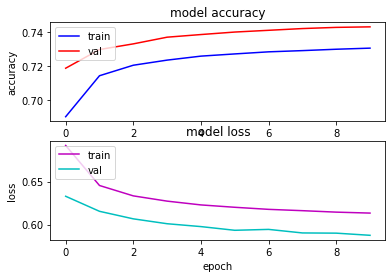 model accuracy
0.74
0.72
0.70
accuracy
train
val
0 2 4 6 8
model loss
0.65
0.60
loss
train
val
0 2 4 6 8
epoch